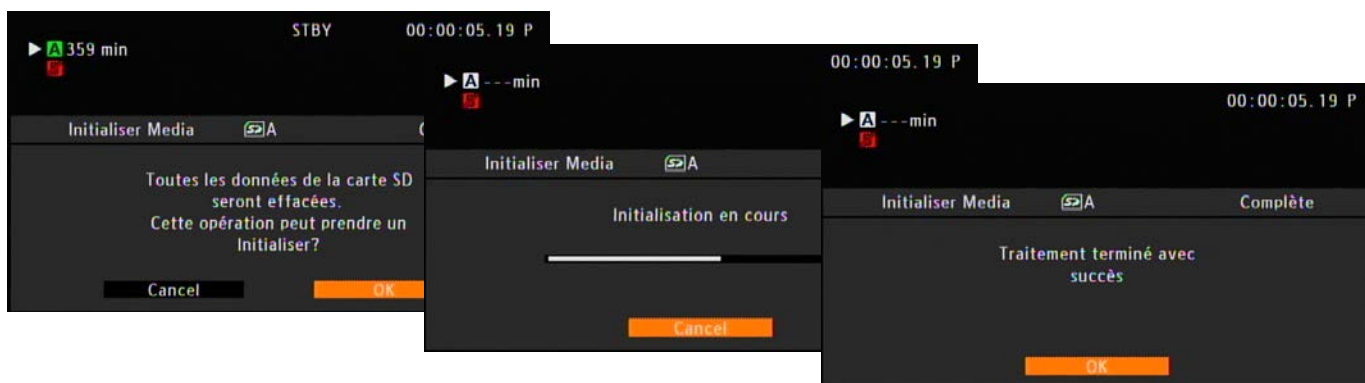 STBY 00:00:05.19 P
A 359 min
Initialiser Media A
Toutes les données de la carte SD
seront effacées.
Cette opération peut prendre un
Initialiser?
Cancel OK
00:00:05.19 P
A ---min
Initialiser Media A
Initialisation en cours
Cancel
00:00:05.19 P
A ---min
Initialiser Media A Complète
Traitement terminé avec
succès
OK